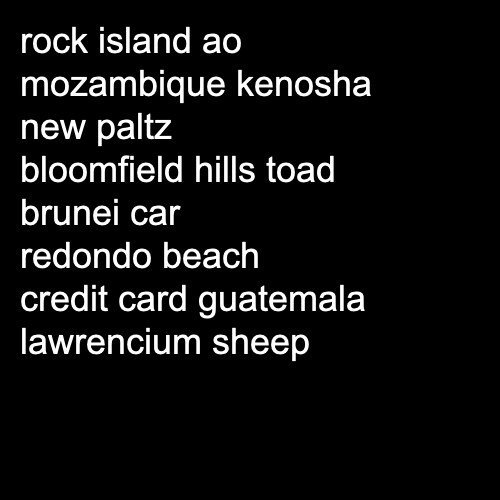 rock island ao
mozambique kenosha
new paltz
bloomfield hills toad
brunei car
redondo beach
credit card guatemala
lawrencium sheep